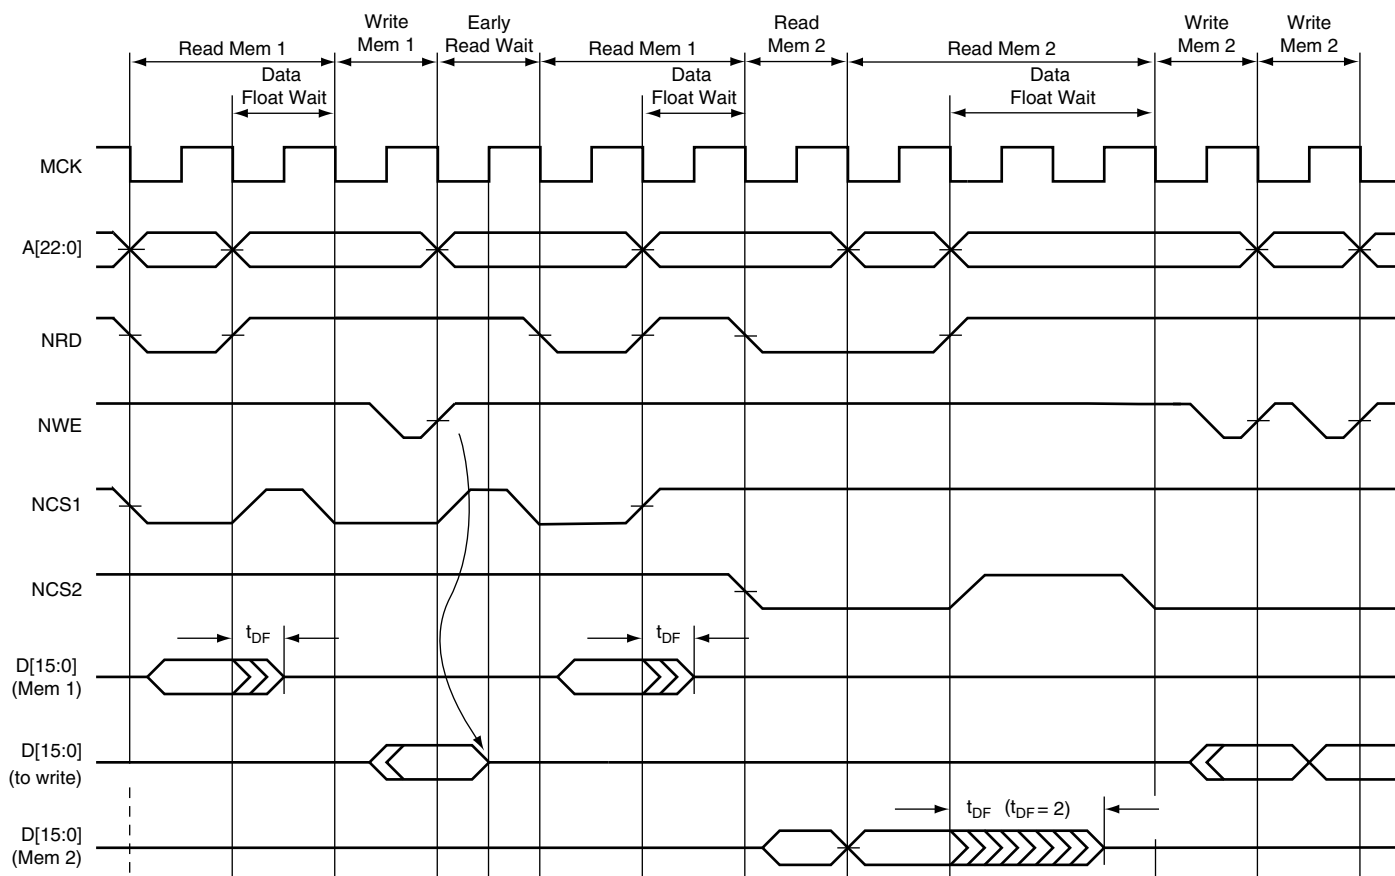 Write Early Read Write Write
Read Mem 1 Mem 1 Read Wait Read Mem 1 Mem 2 Read Mem 2 Mem 2 Mem 2
Data Data Data
Float Wait Float Wait Float Wait
MCK
A[22:0]
NRD
NWE
NCS1
NCS2
tDF tDF
D[15:0]
(Mem 1)
D[15:0]
(to write)
tDF (tDF = 2)
D[15:0]
(Mem 2)